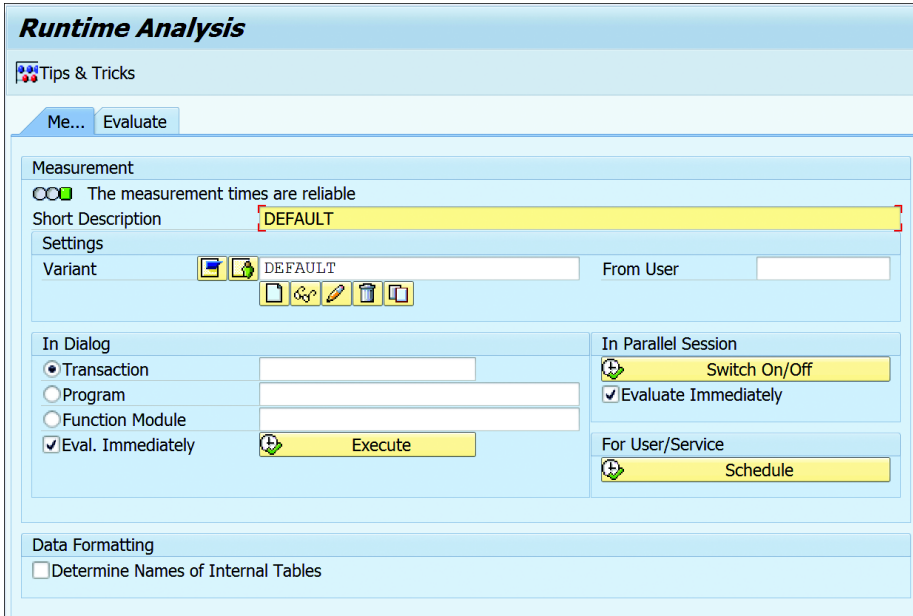 Runtime Analysis
Tips & Tricks
Me... Evaluate
Measurement
The measurement times are reliable
Short Description DEFAULT
Settings
Variant DEFAULT From User
In Dialog In Parallel Session
Transaction Switch On/Off
Program Evaluate Immediately
Function Module
Eval. Immediately Execute For User/Service
Schedule
Data Formatting
Determine Names of Internal Tables